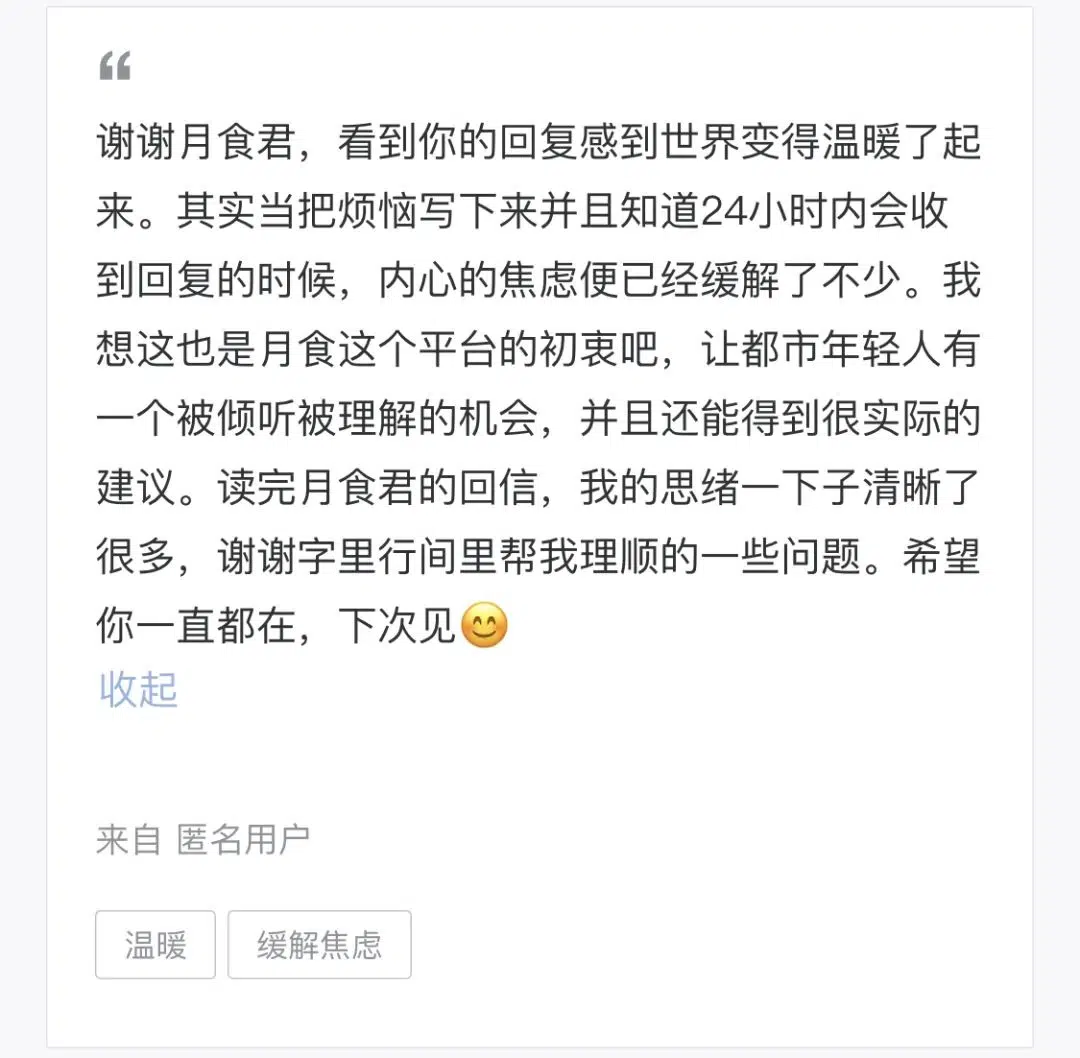 “
谢谢月食君，看到你的回复感到世界变得温暖了起
来。其实当把烦恼写下来并且知道24小时内会收
到回复的时候，内心的焦虑便已经缓解了不少。我
想这也是月食这个平台的初衷吧，让都市年轻人有
一个被倾听被理解的机会，并且还能得到很实际的
建议。读完月食君的回信，我的思绪一下子清晰了
很多，谢谢字里行间里帮我理顺的一些问题。希望
你一直都在，下次见😊
收起
来自 匿名用户
温暖 缓解焦虑